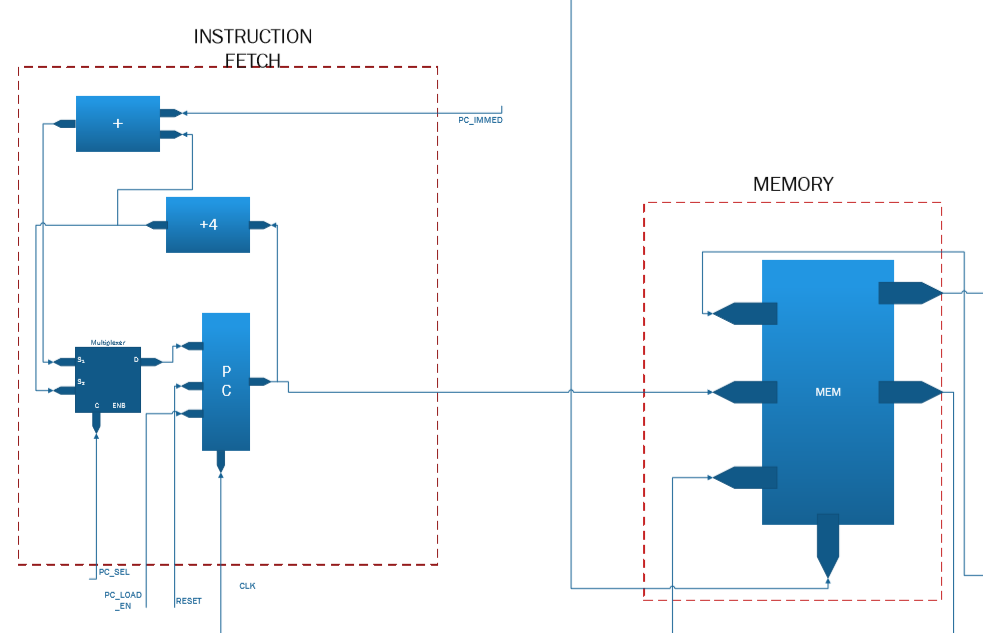 INSTRUCTION
FETCH
+
PC_IMMED
MEMORY
+4
P
C
Multiplexer
S₁
D
S₂
C
ENB
MEM
PC_SEL
PC_LOAD
_EN
RESET
CLK